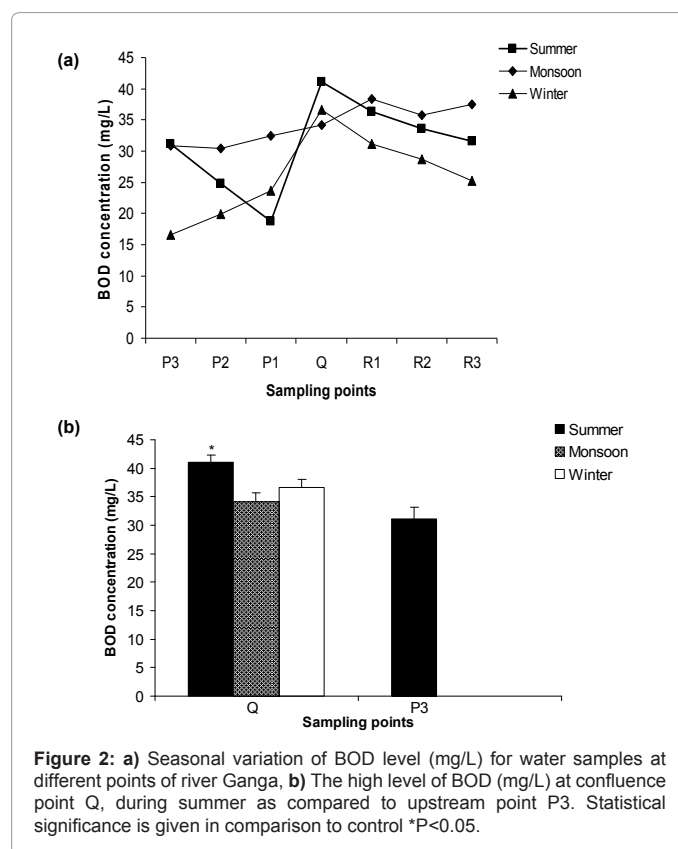 (a)
Summer
Monsoon
Winter
BOD concentration (mg/L)
45
40
35
30
25
20
15
10
5
0
P3 P2 P1 Q R1 R2 R3
Sampling points
(b)
Summer
Monsoon
Winter
BOD concentration (mg/L)
45
40
35
30
25
20
15
10
5
0
*
Q P3
Sampling points
Figure 2: a) Seasonal variation of BOD level (mg/L) for water samples at
different points of river Ganga, b) The high level of BOD (mg/L) at confluence
point Q, during summer as compared to upstream point P3. Statistical
significance is given in comparison to control *P<0.05.